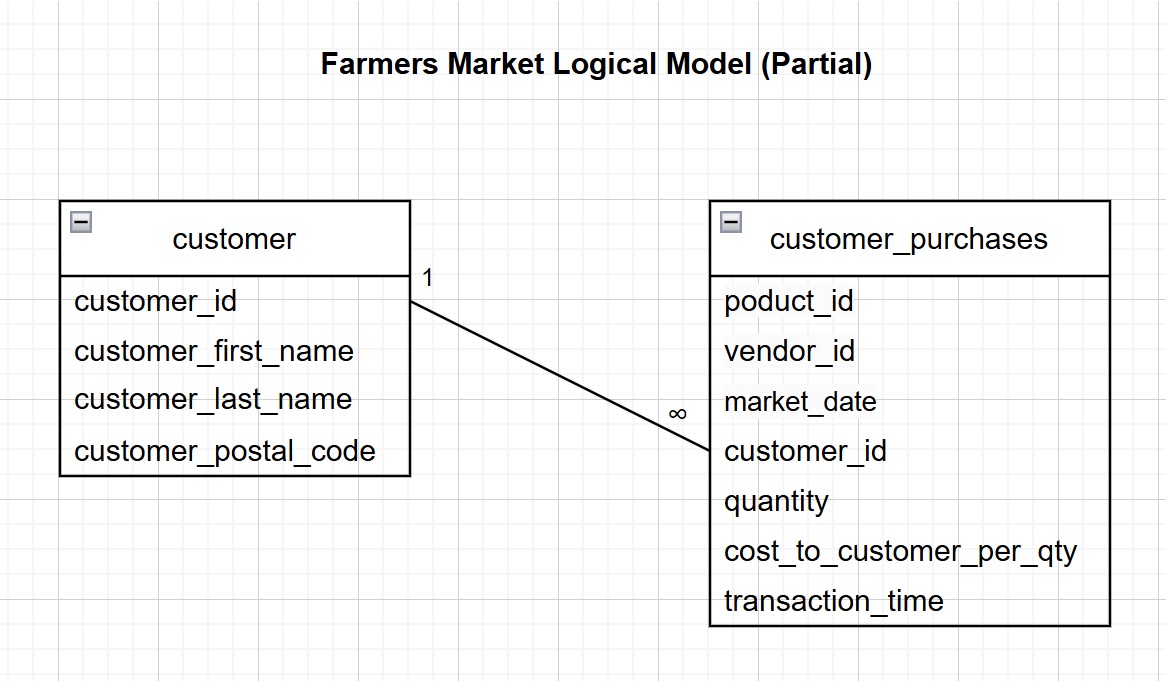 Farmers Market Logical Model (Partial)
customer
customer_id
customer_first_name
customer_last_name
customer_postal_code
1
∞
customer_purchases
poduct_id
vendor_id
market_date
customer_id
quantity
cost_to_customer_per_qty
transaction_time